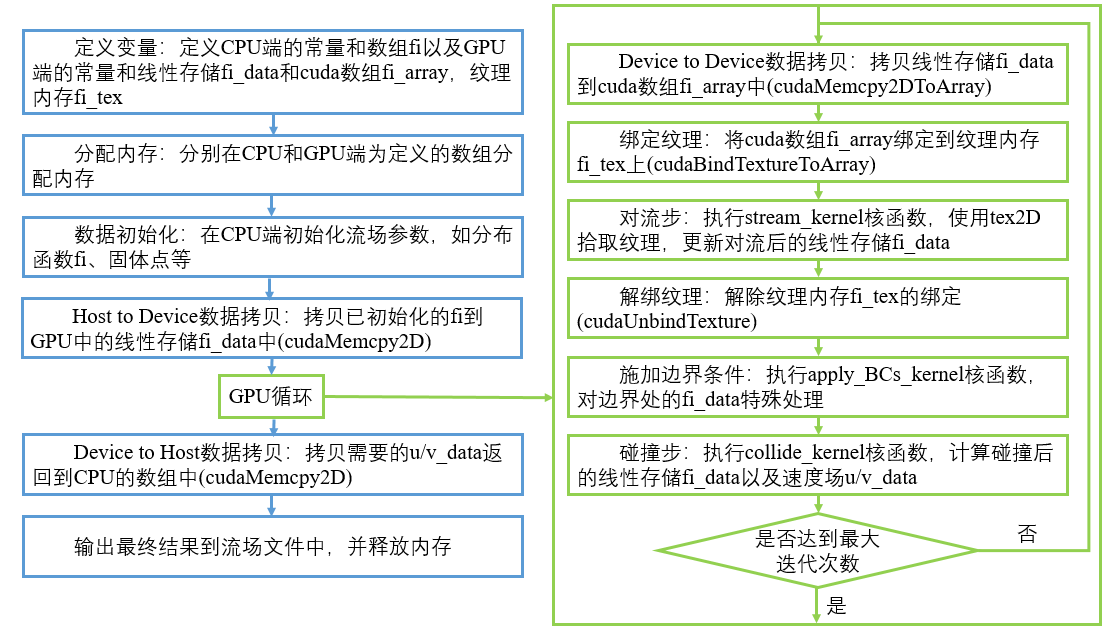 定义变量：定义CPU端的常量和数组fi以及GPU
端的常量和线性存储fi_data和cuda数组fi_array，纹理
内存fi_tex
分配内存：分别在CPU和GPU端为定义的数组分
配内存
数据初始化：在CPU端初始化流场参数，如分布
函数fi、固体点等
Host to Device数据拷贝：拷贝已初始化的fi到
GPU中的线性存储fi_data中(cudaMemcpy2D)
GPU循环
Device to Host数据拷贝：拷贝需要的u/v_data返
回到CPU的数组中(cudaMemcpy2D)
输出最终结果到流场文件中，并释放内存
Device to Device数据拷贝：拷贝线性存储fi_data
到cuda数组fi_array中(cudaMemcpy2DToArray)
绑定纹理：将cuda数组fi_array绑定到纹理内存
fi_tex上(cudaBindTextureToArray)
对流步：执行stream_kernel核函数，使用tex2D
拾取纹理，更新对流后的线性存储fi_data
解绑纹理：解除纹理内存fi_tex的绑定
(cudaUnbindTexture)
施加边界条件：执行apply_BCs_kernel核函数，
对边界处的fi_data特殊处理
碰撞步：执行collide_kernel核函数，计算碰撞后
的线性存储fi_data以及速度场u/v_data
是否达到最大
迭代次数
否
是